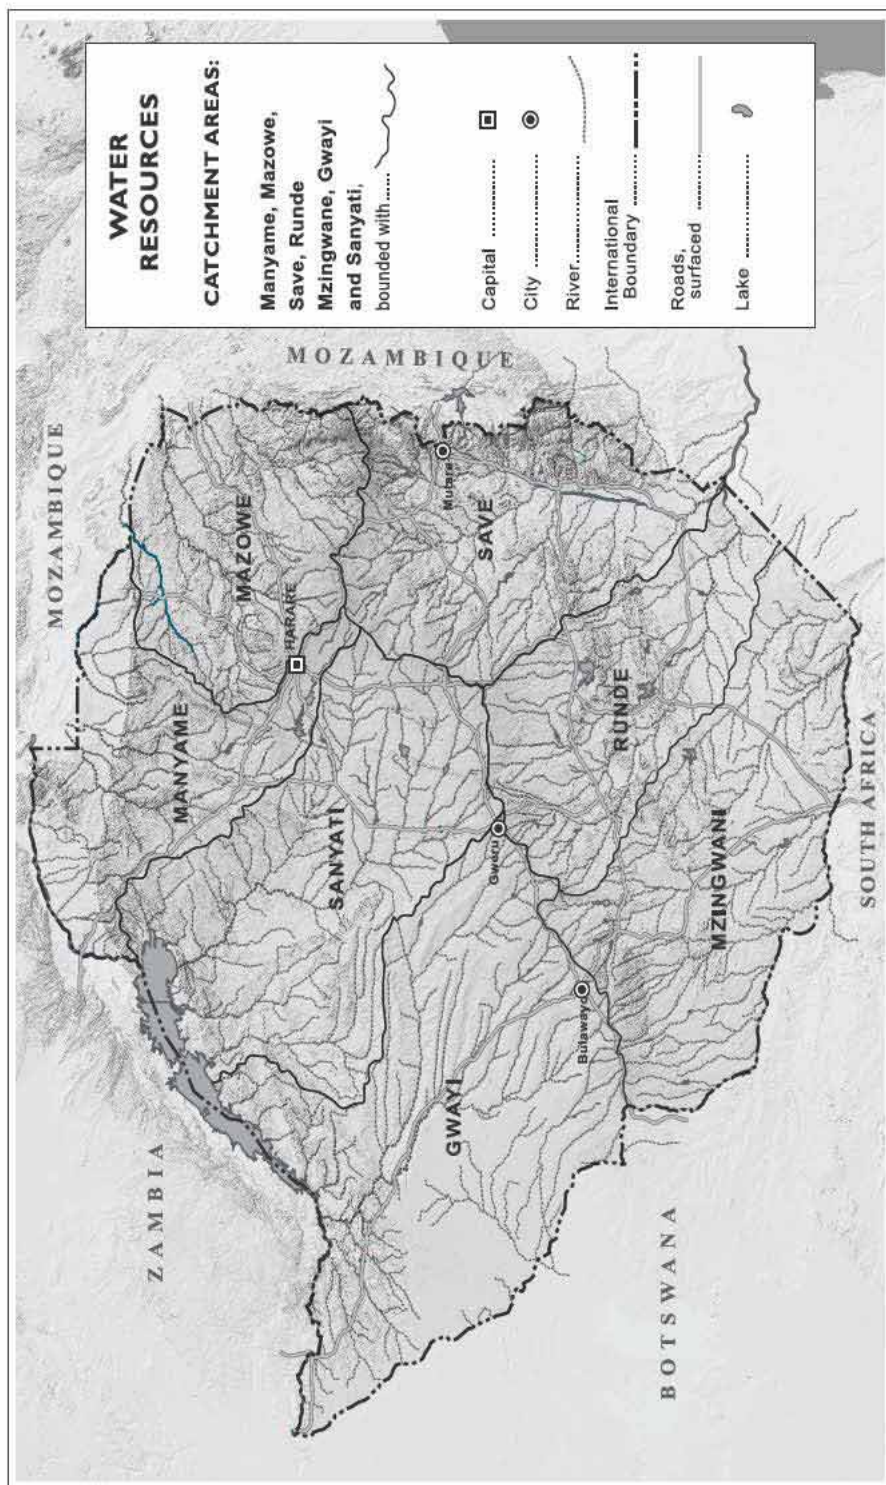 WATER
RESOURCES
CATCHMENT AREAS:
Manyame, Mazowe,
Save, Runde
Mzingwane, Gwayi
and Sanyati,
bounded with
Capital
City
River
International
Boundary
Roads,
surfaced
Lake
MOZAMBIQUE
MOZAMBIQUE
ZAMBIA
BOTSWANA
SOUTH AFRICA
MANYAME
MAZOWE
HARARE
SANYATI
SAVE
Mutare
Gweru
GWAYI
RUNDE
Bulawayo
MZINGWANI